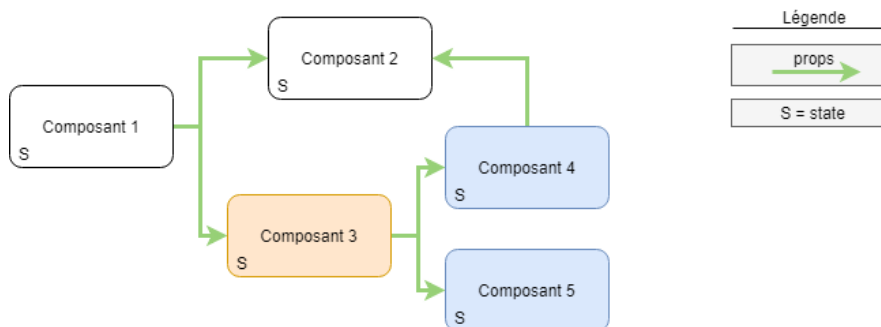 Composant 1
S
Composant 2
S
Composant 3
S
Composant 4
S
Composant 5
S
Légende
props
S = state